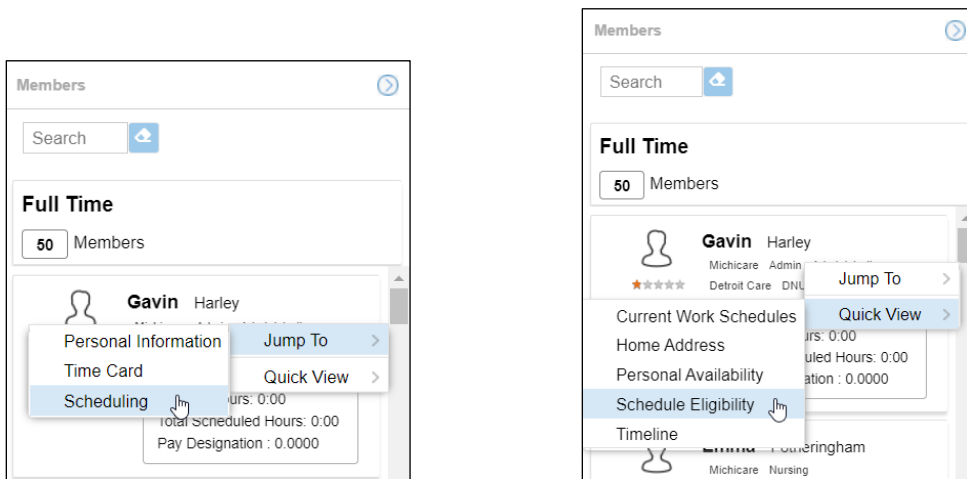 Members
Search
Full Time
50 Members
Gavin Harley
Personal Information
Time Card
Scheduling
Jump To
Quick View
urs: 0:00
Total Scheduled Hours: 0:00
Pay Designation : 0.0000
Members
Search
Full Time
50 Members
Gavin Harley
Michicare Admin
Detroit Care DNU
Jump To
Quick View
Current Work Schedules
Home Address
Personal Availability
Schedule Eligibility
Timeline
urs: 0:00
uled Hours: 0:00
ation : 0.0000
Emma Fotheringham
Michicare Nursing